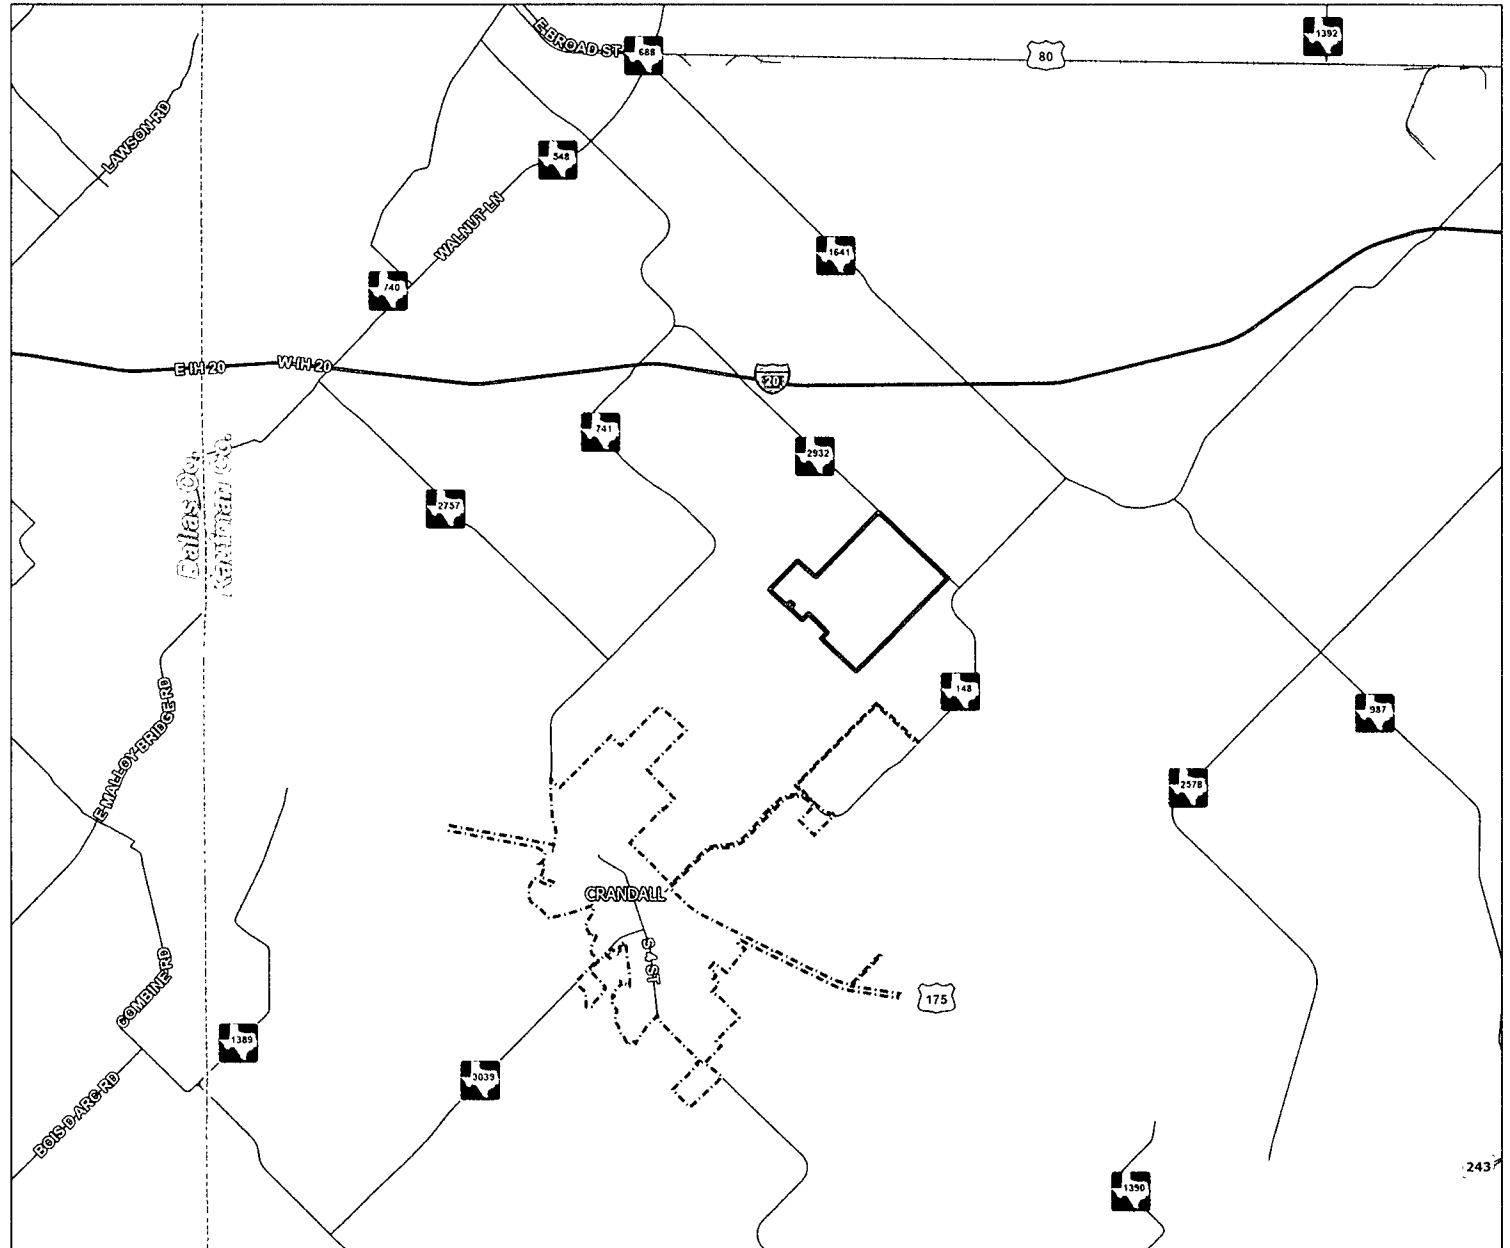 E BROAD ST
688
80
1392
LAWSON RD
548
WALNUT LN
1641
740
E IH 20
W IH 20
20
741
2932
Dallas Co.
Kaufman Co.
2757
148
987
E MALLOY BRIDGE RD
2578
CRANDALL
S 4 ST
COMBINE RD
175
1389
3039
BOIS D ARC RD
243
1390